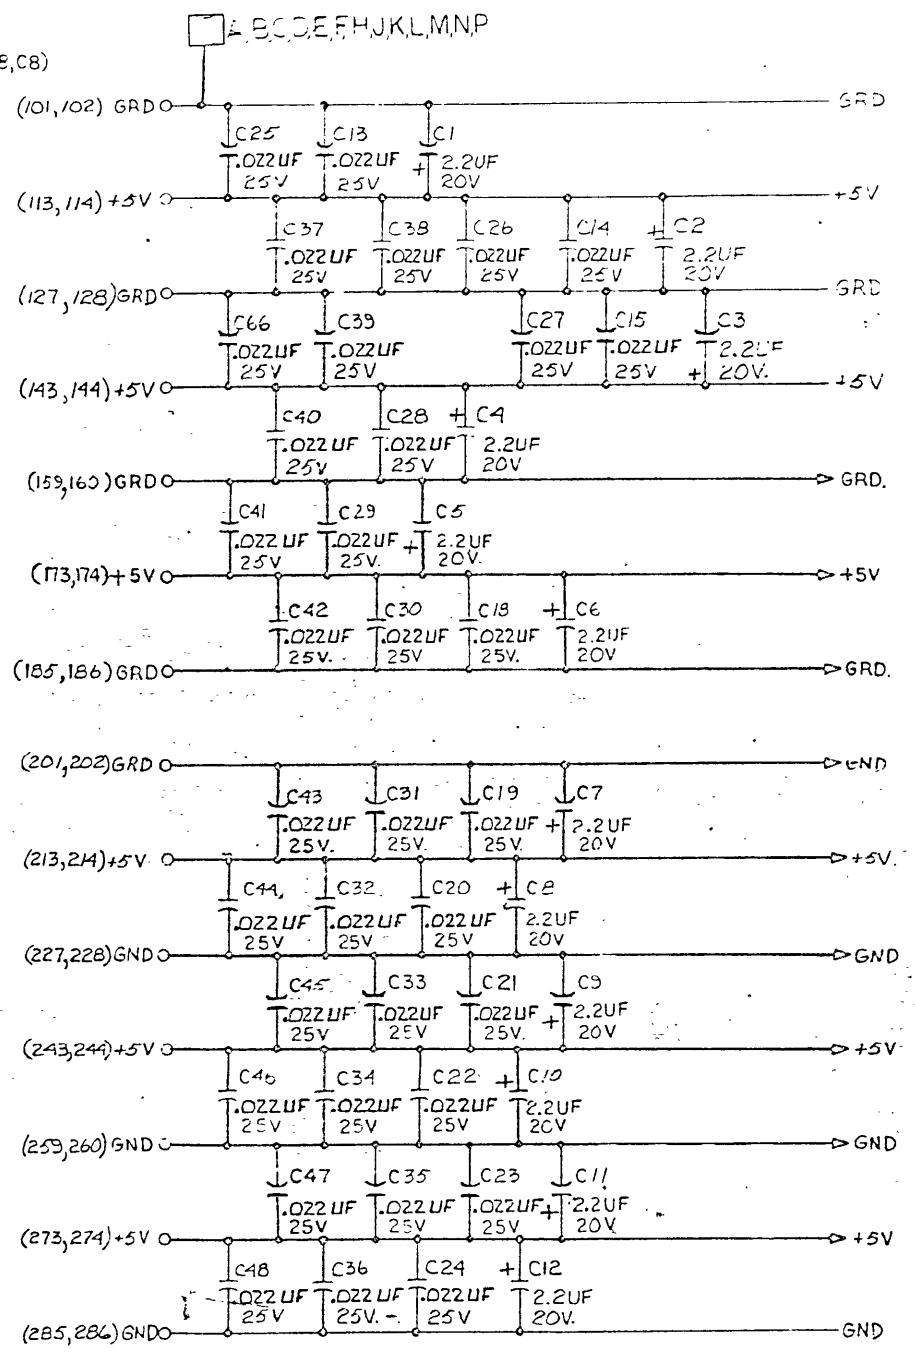 A,B,C,D,E,F,H,J,K,L,M,N,P
8,C8)
(101,102) GRD GRD
C25 C13 C1
.022UF .022UF + 2.2UF
25V 25V 20V
(113,114) +5V +5V
C37 C38 C26 C14 + C2
.022UF .022UF .022UF .022UF 2.2UF
25V 25V 25V 25V 20V
(127,128) GRD GRD
C66 C39 C27 C15 C3
.022UF .022UF .022UF .022UF 2.2UF
25V 25V 25V 25V + 20V.
(143,144) +5V +5V
C40 C28 + C4
.022UF .022UF 2.2UF
25V 25V 20V
(159,160) GRD GRD.
C41 C29 C5
.022UF .022UF + 2.2UF
25V 25V. 20V.
(173,174) +5V +5V
C42 C30 C18 + C6
.022UF .022UF .022UF 2.2UF
25V. 25V 25V. 20V
(185,186) GRD GRD.
(201,202) GRD GND
C43 C31 C19 C7
.022UF .022UF .022UF + 2.2UF
25V. 25V. 25V. 20V
(213,214) +5V +5V.
C44 C32 C20 + C8
.022UF .022UF .022UF 2.2UF
25V 25V 25V 20V
(227,228) GND GND
C45 C33 C21 C9
.022UF .022UF .022UF + 2.2UF
25V 25V 25V. 20V
(243,244) +5V +5V
C46 C34 C22 + C10
.022UF .022UF .022UF 2.2UF
25V 25V 25V 20V
(259,260) GND GND
C47 C35 C23 C11
.022UF .022UF .022UF + 2.2UF
25V 25V 25V 20V.
(273,274) +5V +5V
C48 C36 C24 + C12
.022UF .022UF .022UF 2.2UF
25V 25V. 25V 20V.
(285,286) GND GND